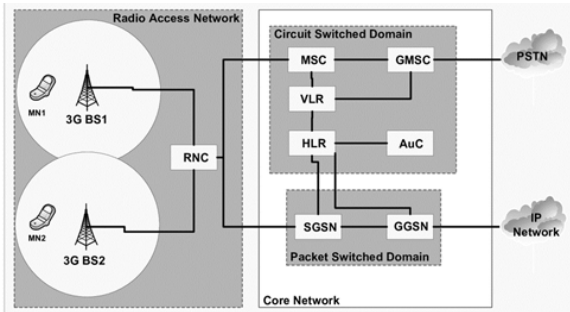 Radio Access Network
MN1
3G BS1
RNC
MN2
3G BS2
Circuit Switched Domain
MSC
GMSC
VLR
HLR
AuC
SGSN
GGSN
Packet Switched Domain
Core Network
PSTN
IP
Network